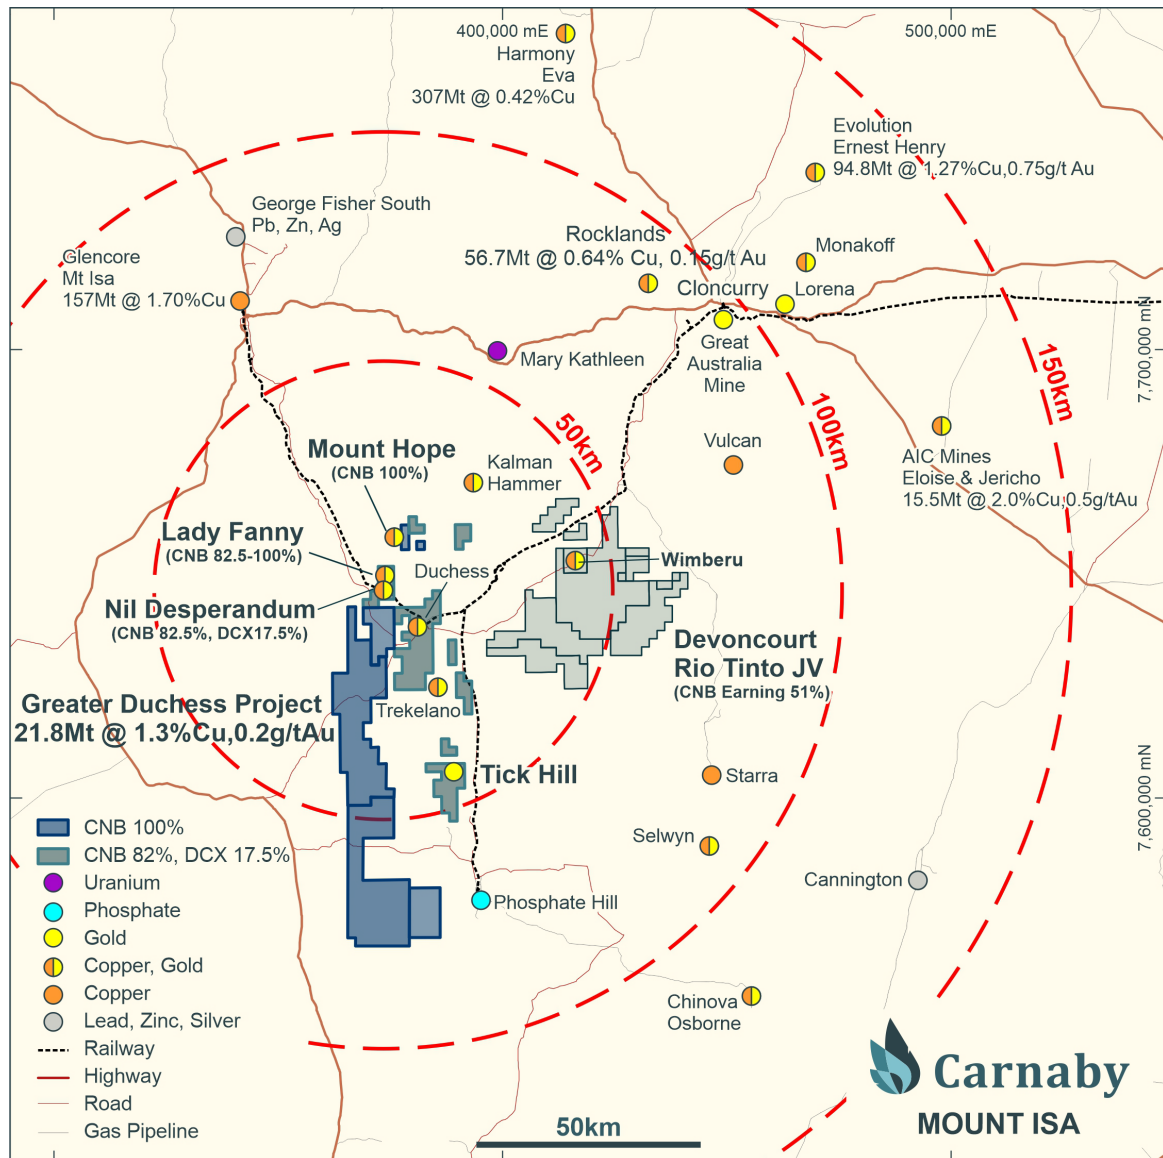 400,000 mE
500,000 mE
Harmony
Eva
307Mt @ 0.42%Cu
Evolution
Ernest Henry
94.8Mt @ 1.27%Cu,0.75g/t Au
George Fisher South
Pb, Zn, Ag
Glencore
Mt Isa
157Mt @ 1.70%Cu
Rocklands
56.7Mt @ 0.64% Cu, 0.15g/t Au
Monakoff
Cloncurry
Lorena
Great
Australia
Mine
Mary Kathleen
7,700,000 mN
150km
100km
50km
Vulcan
AIC Mines
Eloise & Jericho
15.5Mt @ 2.0%Cu,0.5g/tAu
Mount Hope
(CNB 100%)
Kalman
Hammer
Lady Fanny
(CNB 82.5-100%)
Duchess
Wimberu
Nil Desperandum
(CNB 82.5%, DCX17.5%)
Devoncourt
Rio Tinto JV
(CNB Earning 51%)
Greater Duchess Project
21.8Mt @ 1.3%Cu,0.2g/tAu
Trekelano
Tick Hill
Starra
Selwyn
7,600,000 mN
Cannington
Phosphate Hill
Chinova
Osborne
CNB 100%
CNB 82%, DCX 17.5%
Uranium
Phosphate
Gold
Copper, Gold
Copper
Lead, Zinc, Silver
Railway
Highway
Road
Gas Pipeline
50km
Carnaby
MOUNT ISA